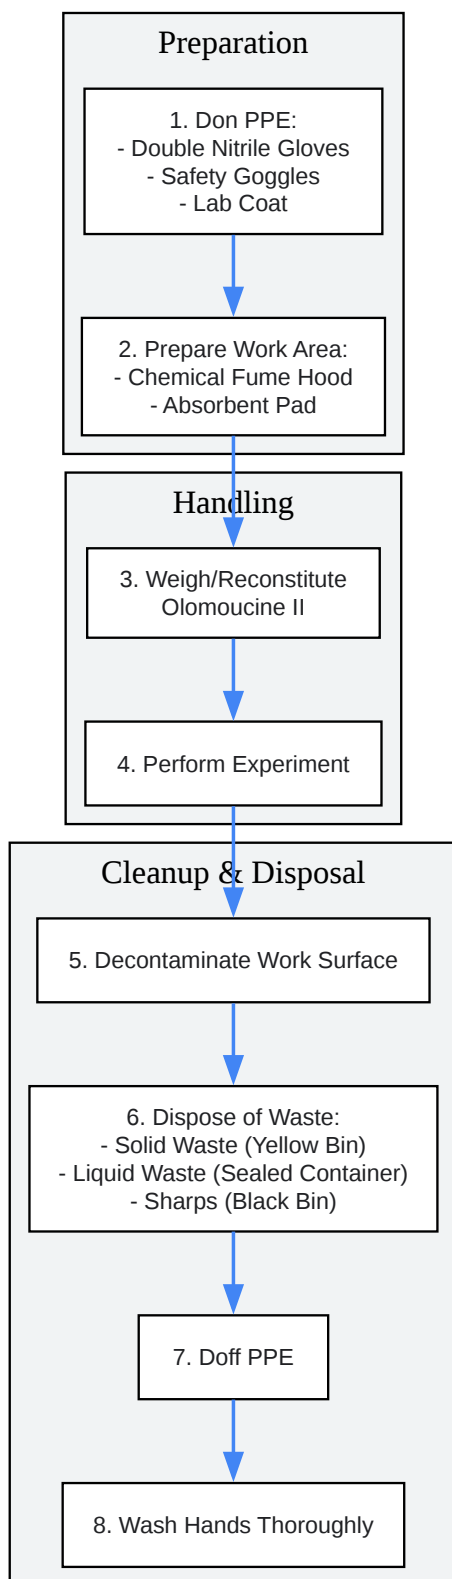 Preparation
1. Don PPE:
- Double Nitrile Gloves
- Safety Goggles
- Lab Coat
2. Prepare Work Area:
- Chemical Fume Hood
- Absorbent Pad
Handling
3. Weigh/Reconstitute
Olomoucine II
4. Perform Experiment
Cleanup & Disposal
5. Decontaminate Work Surface
6. Dispose of Waste:
- Solid Waste (Yellow Bin)
- Liquid Waste (Sealed Container)
- Sharps (Black Bin)
7. Doff PPE
8. Wash Hands Thoroughly